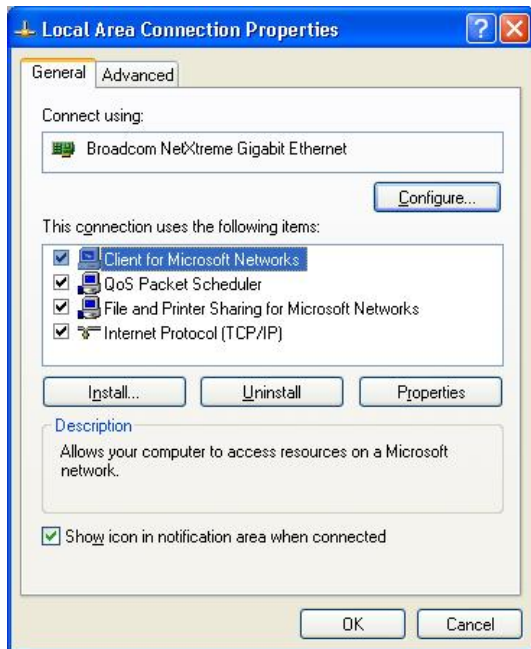 Local Area Connection Properties
General
Advanced
Connect using:
Broadcom NetXtreme Gigabit Ethernet
Configure...
This connection uses the following items:
Client for Microsoft Networks
QoS Packet Scheduler
File and Printer Sharing for Microsoft Networks
Internet Protocol (TCP/IP)
Install...
Uninstall
Properties
Description
Allows your computer to access resources on a Microsoft
network.
Show icon in notification area when connected
OK
Cancel